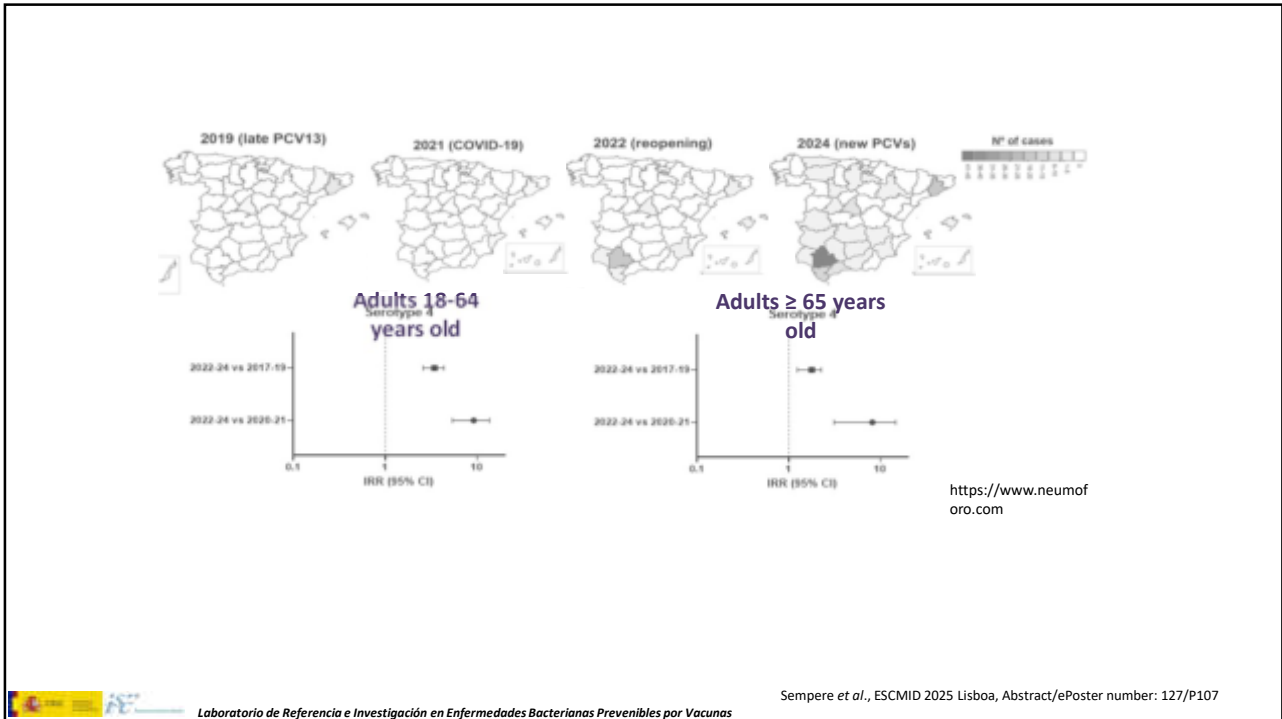 2019 (late PCV13)
2021 (COVID-19)
2022 (reopening)
2024 (new PCVs)
Nº of cases
Adults 18-64
years old
Serotype 4
2022-24 vs 2017-19
2022-24 vs 2020-21
0.1
1
10
IRR (95% CI)
Adults ≥ 65 years
old
Serotype 4
2022-24 vs 2017-19
2022-24 vs 2020-21
0.1
1
10
IRR (95% CI)
https://www.neumof
oro.com
Sempere et al., ESCMID 2025 Lisboa, Abstract/ePoster number: 127/P107
Laboratorio de Referencia e Investigación en Enfermedades Bacterianas Prevenibles por Vacunas